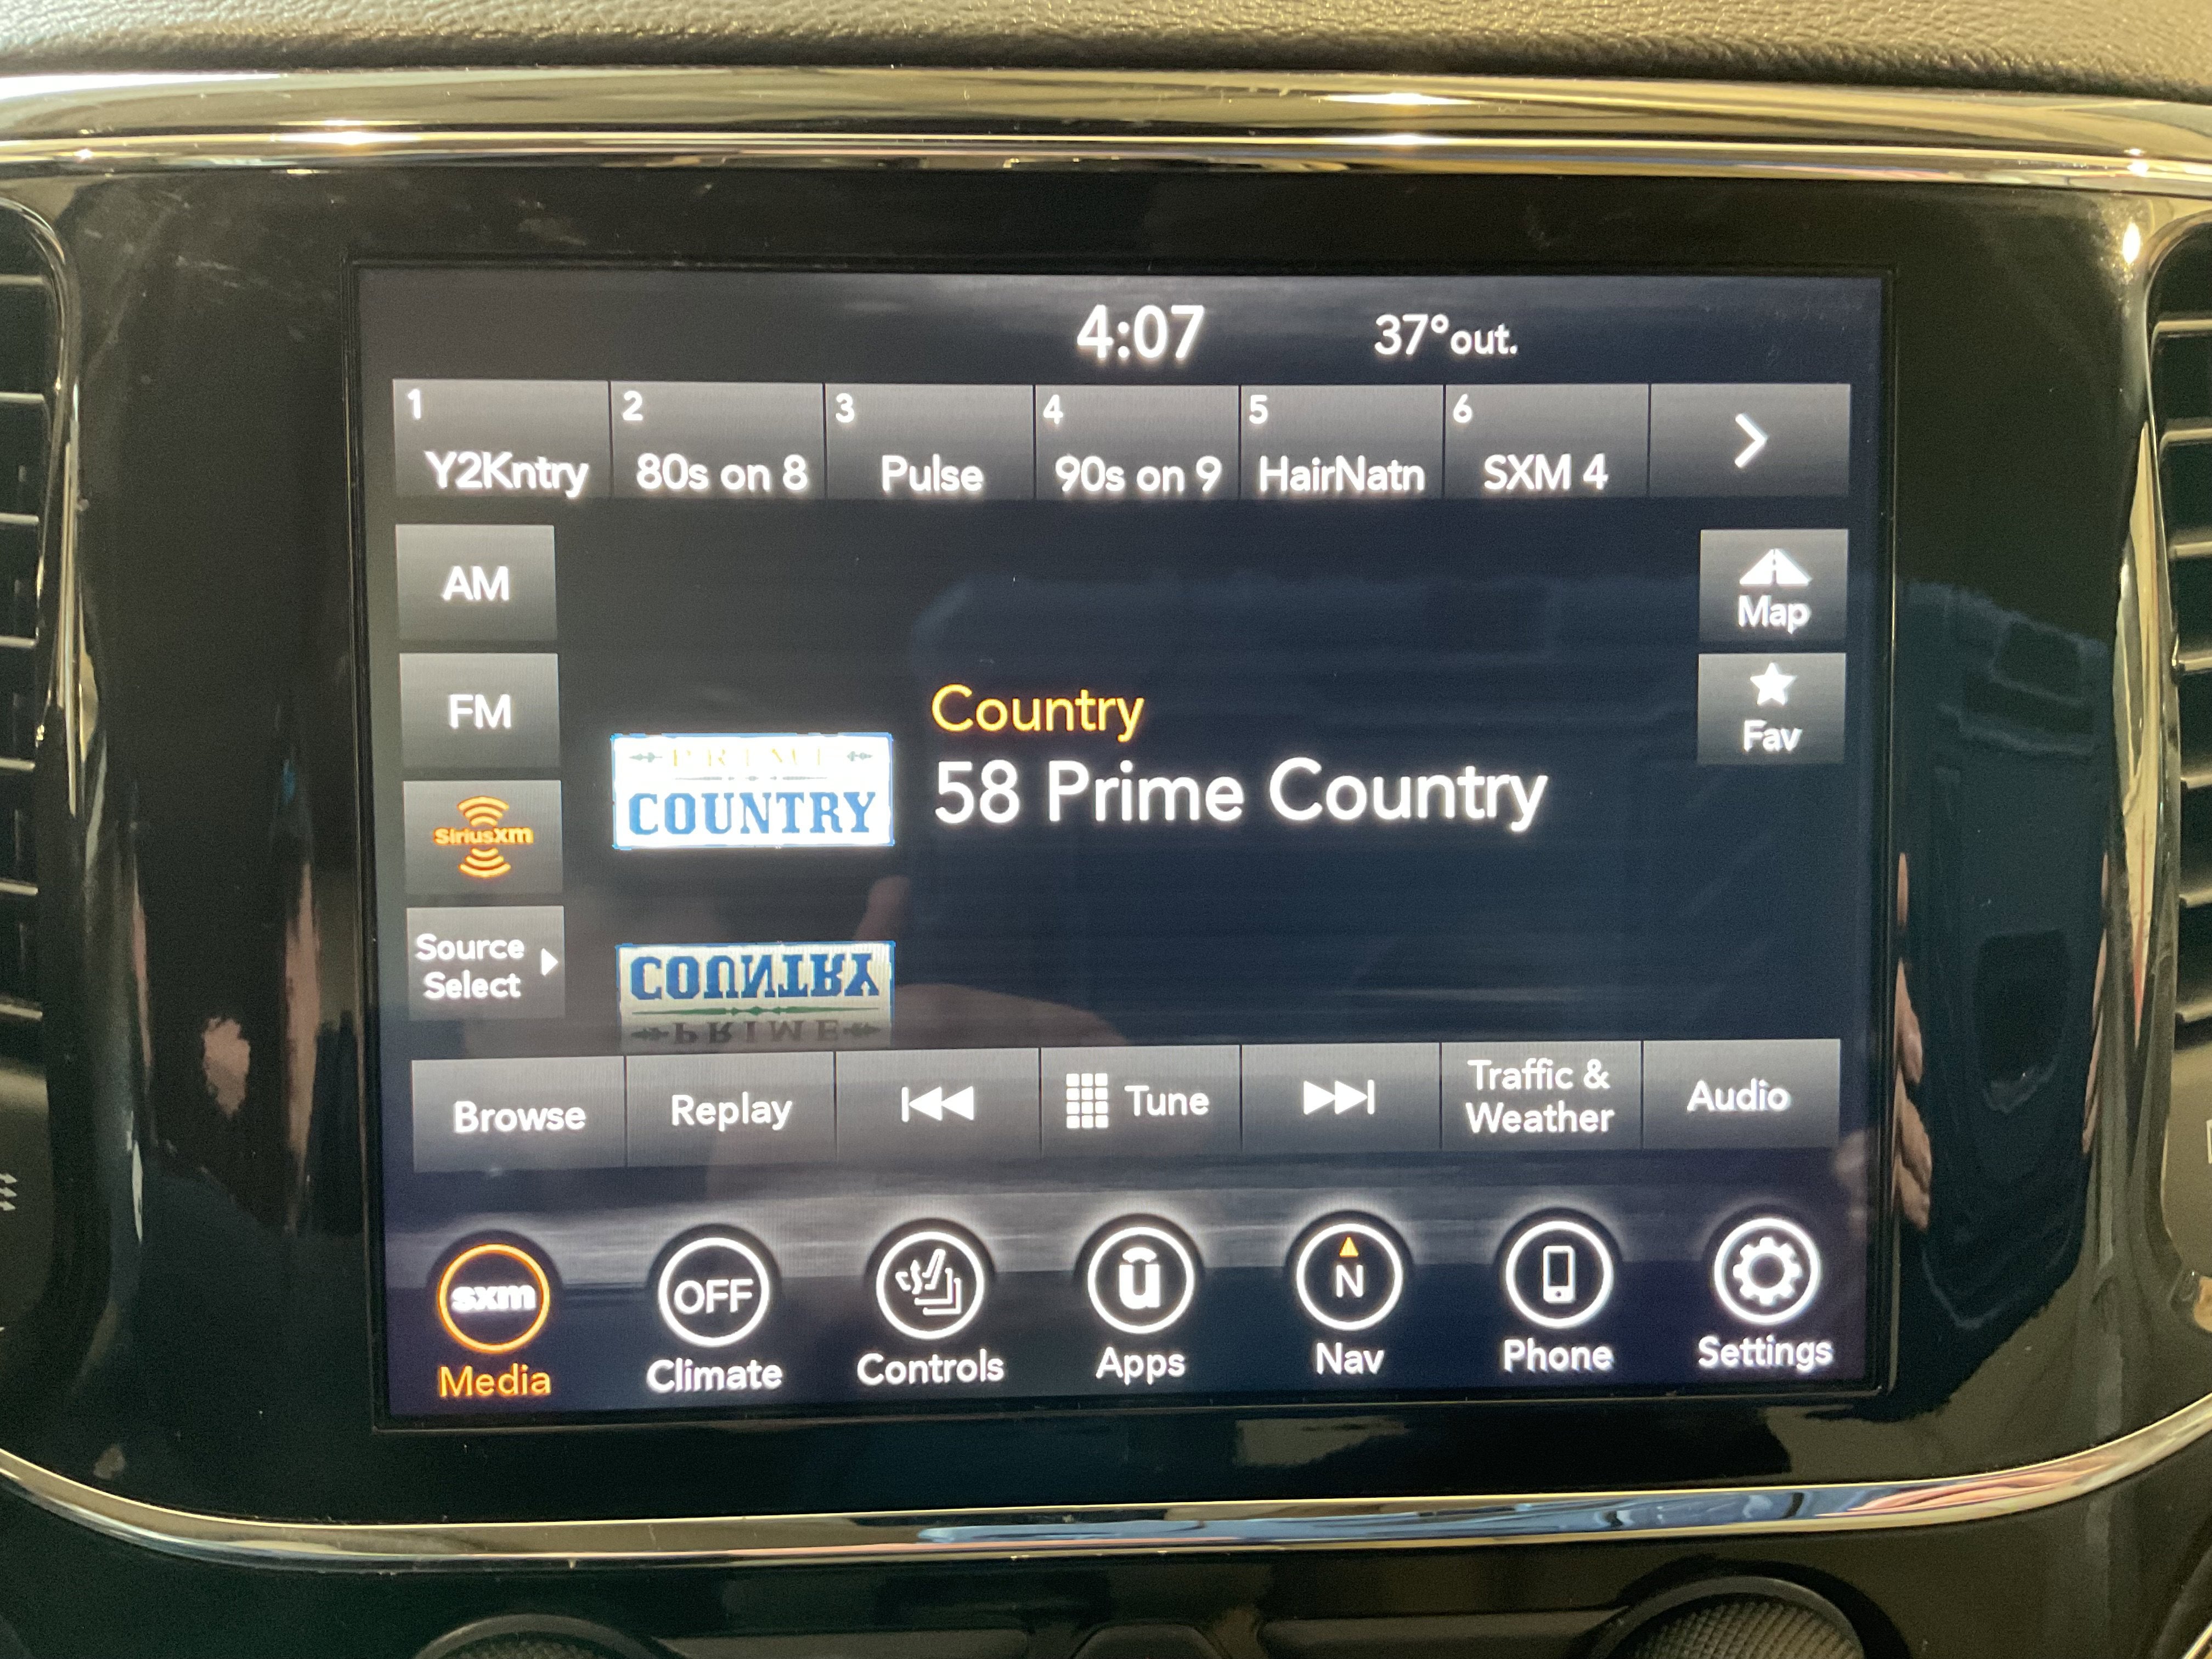 4:07
37°out.
1
Y2Kntry
2
80s on 8
3
Pulse
4
90s on 9
5
HairNatn
6
SXM 4
AM
FM
SiriusXM
Source
Select
Map
Fav
PRIME
COUNTRY
Country
58 Prime Country
COUNTRY
PRIME
Browse
Replay
Tune
Traffic &
Weather
Audio
sxm
Media
OFF
Climate
Controls
ū
Apps
N
Nav
Phone
Settings